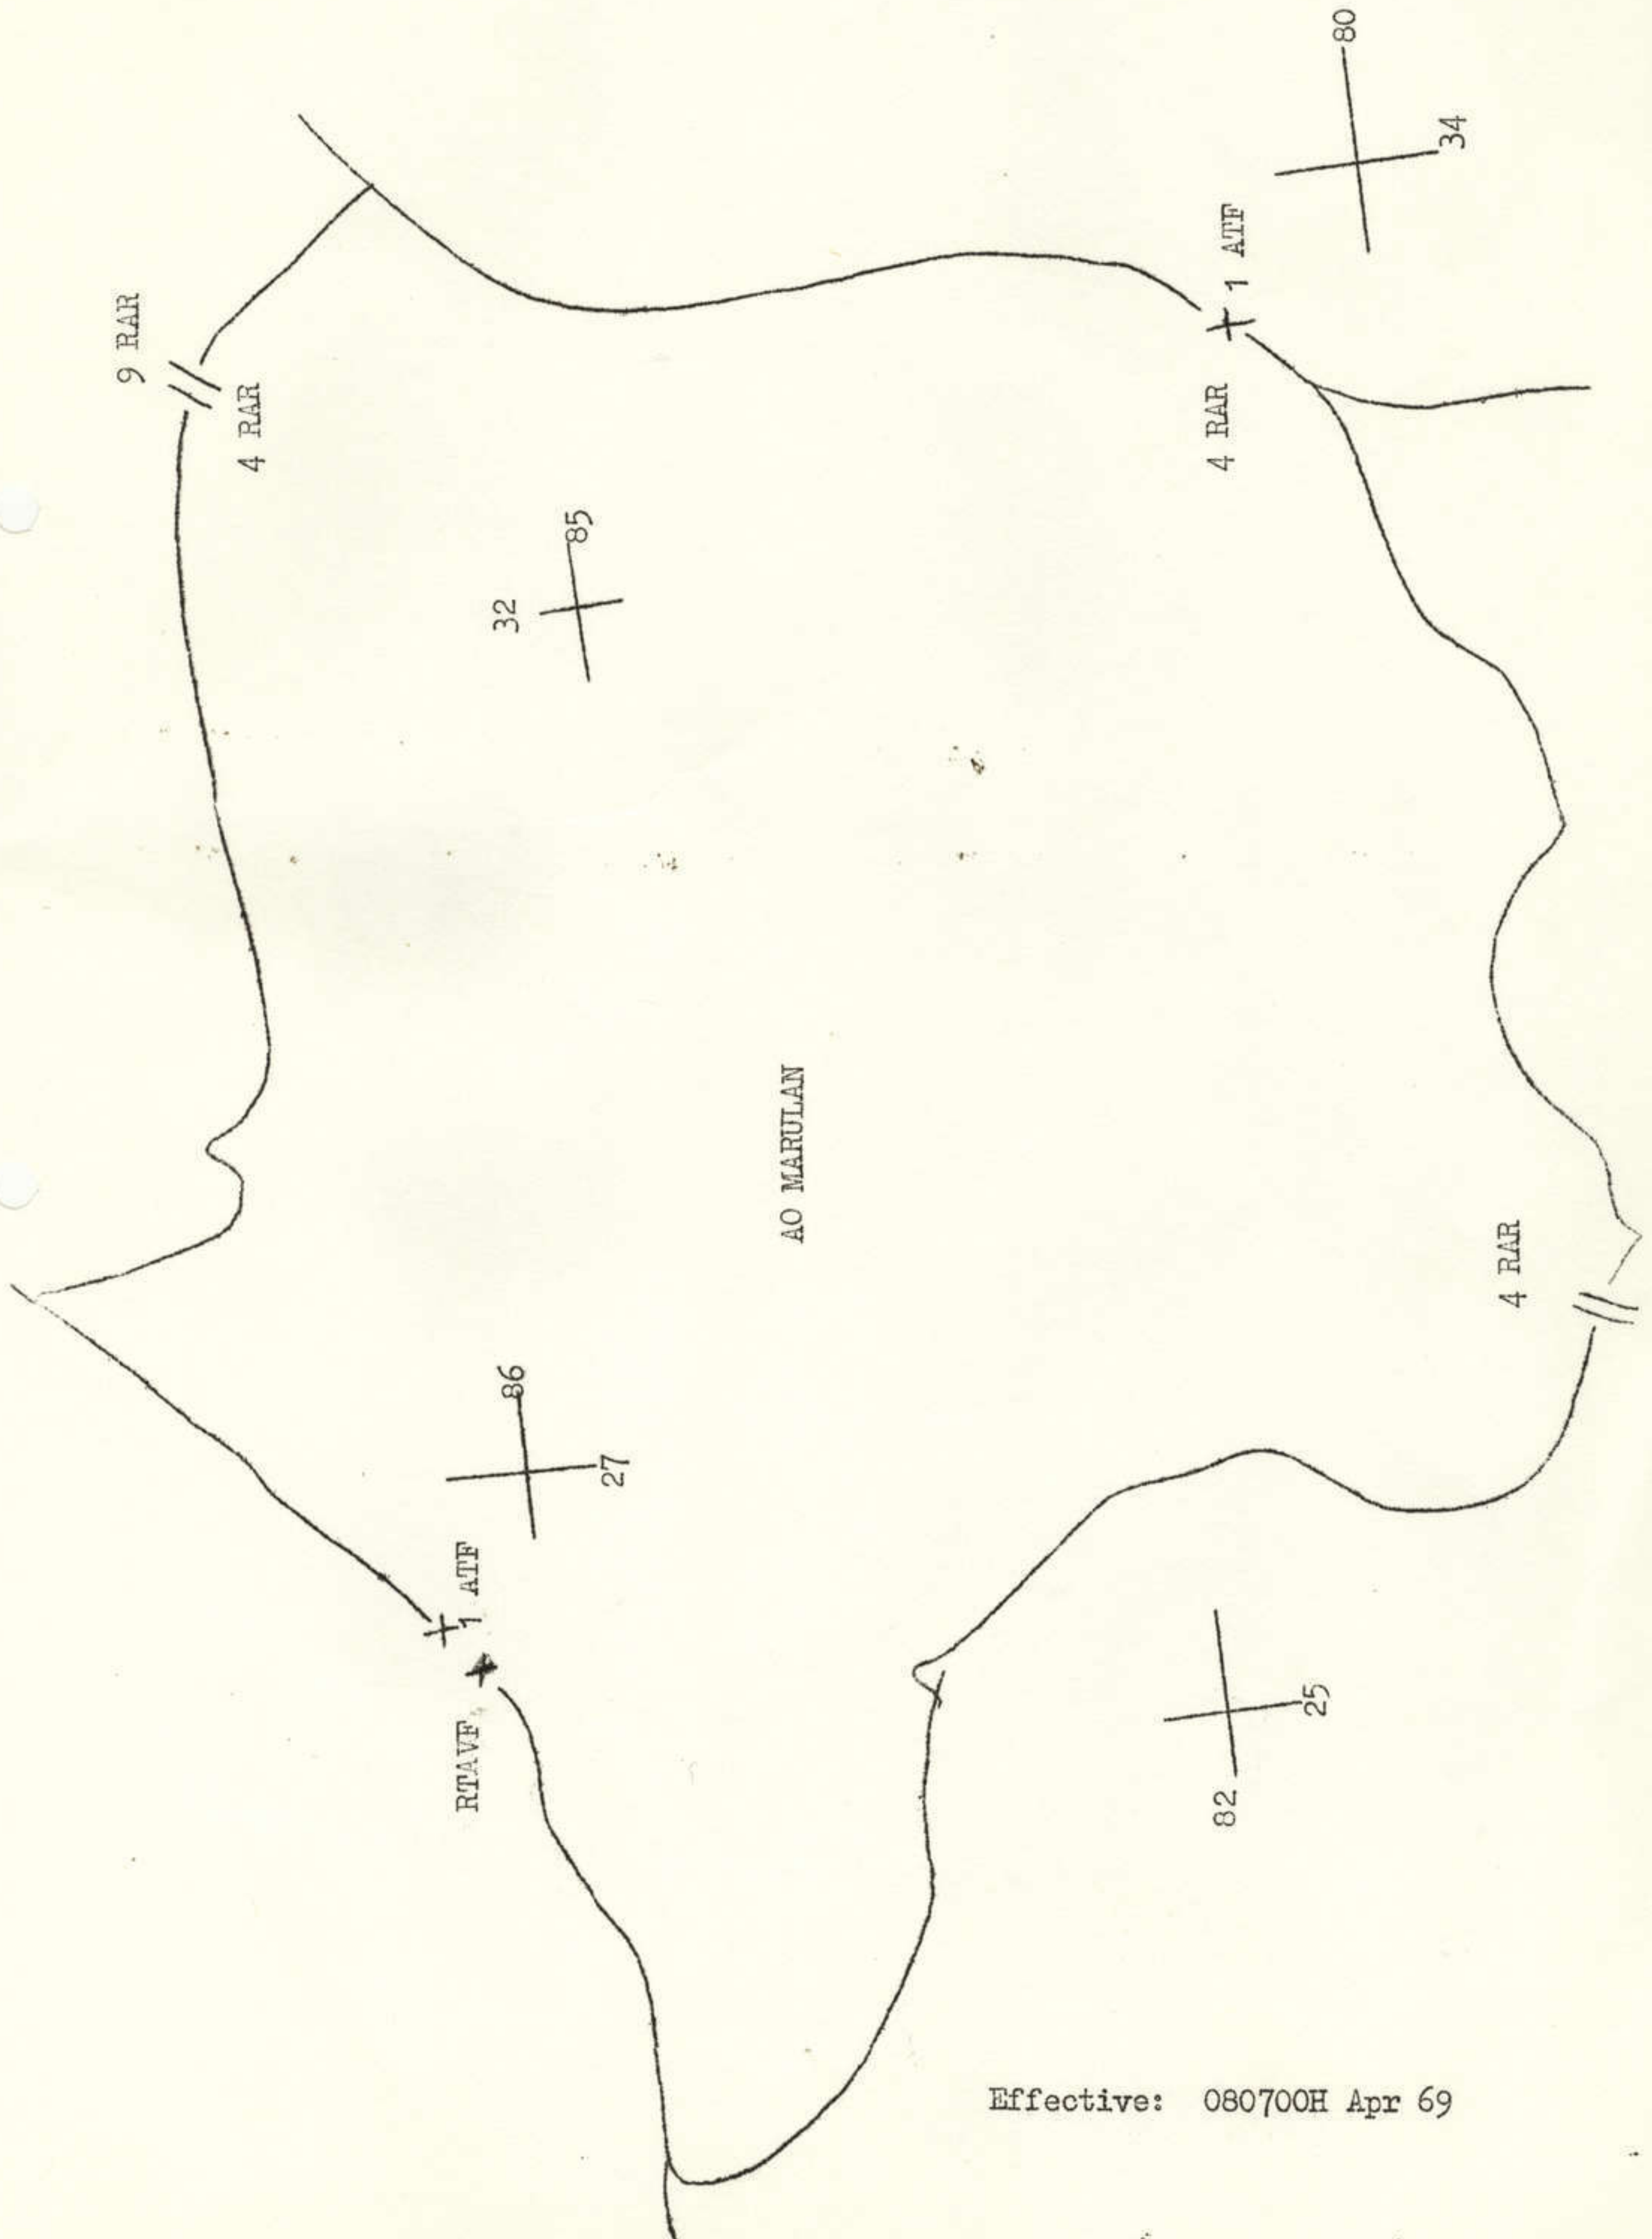 9 RAR
4 RAR
80
34
1 ATF
4 RAR
32
85
AO MARULAN
86
27
1 ATF
RTAVF
4 RAR
82
25
Effective: 080700H Apr 69